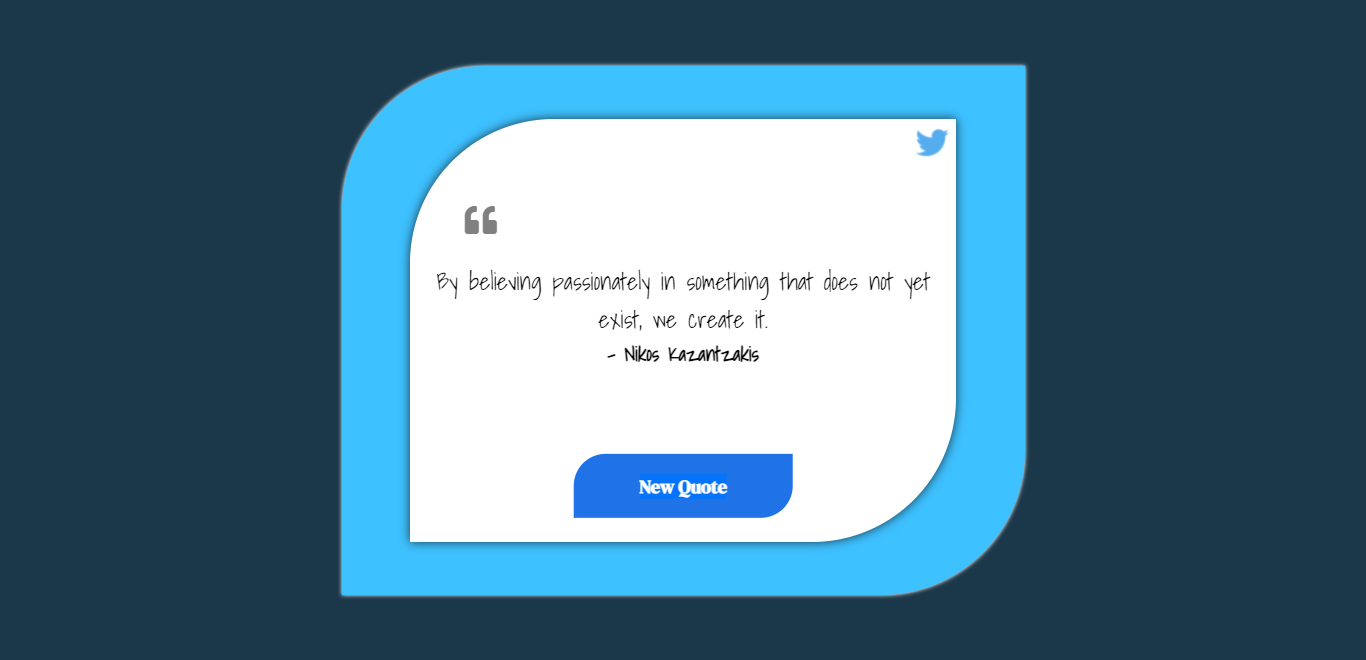 By believing passionately in something that does not yet
exist, we create it.
- Nikos Kazantzakis
New Quote